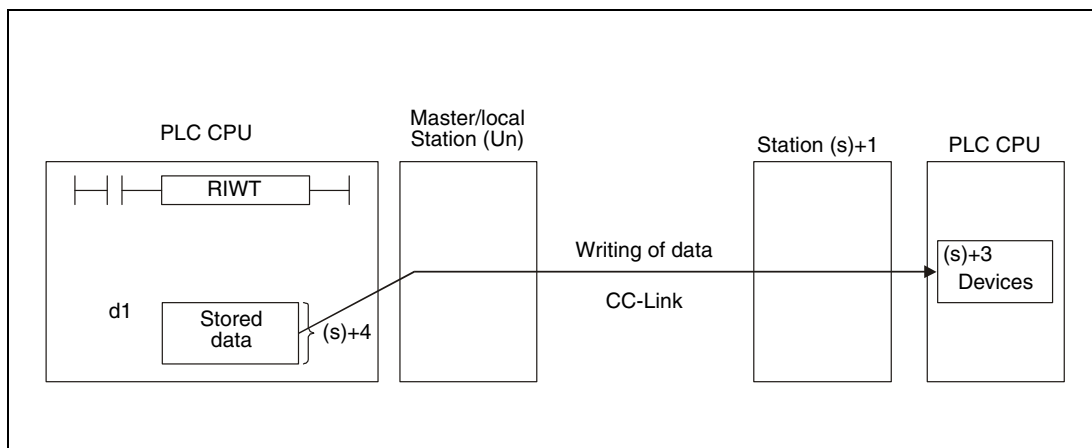 PLC CPU
Master/local
Station (Un)
Station (s)+1
PLC CPU
RIWT
Writing of data
CC-Link
(s)+3
Devices
d1
Stored
data
(s)+4